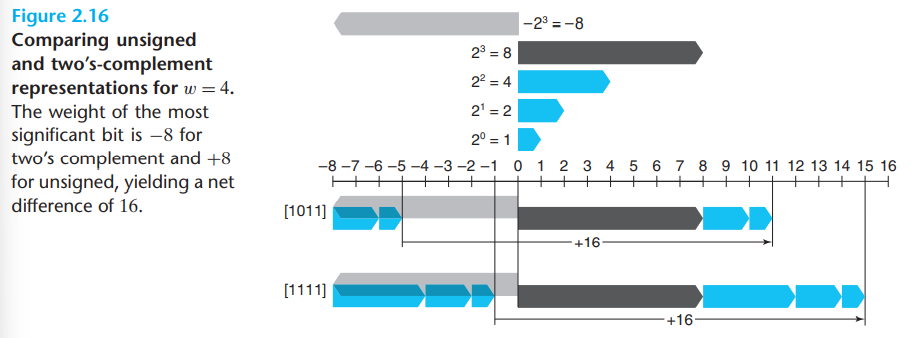 Figure 2.16
Comparing unsigned
and two’s-complement
representations for w = 4.
The weight of the most
significant bit is −8 for
two’s complement and +8
for unsigned, yielding a net
difference of 16.
−2³ = −8
2³ = 8
2² = 4
2¹ = 2
2⁰ = 1
−8 −7 −6 −5 −4 −3 −2 −1 0 1 2 3 4 5 6 7 8 9 10 11 12 13 14 15 16
[1011]
+16
[1111]
+16